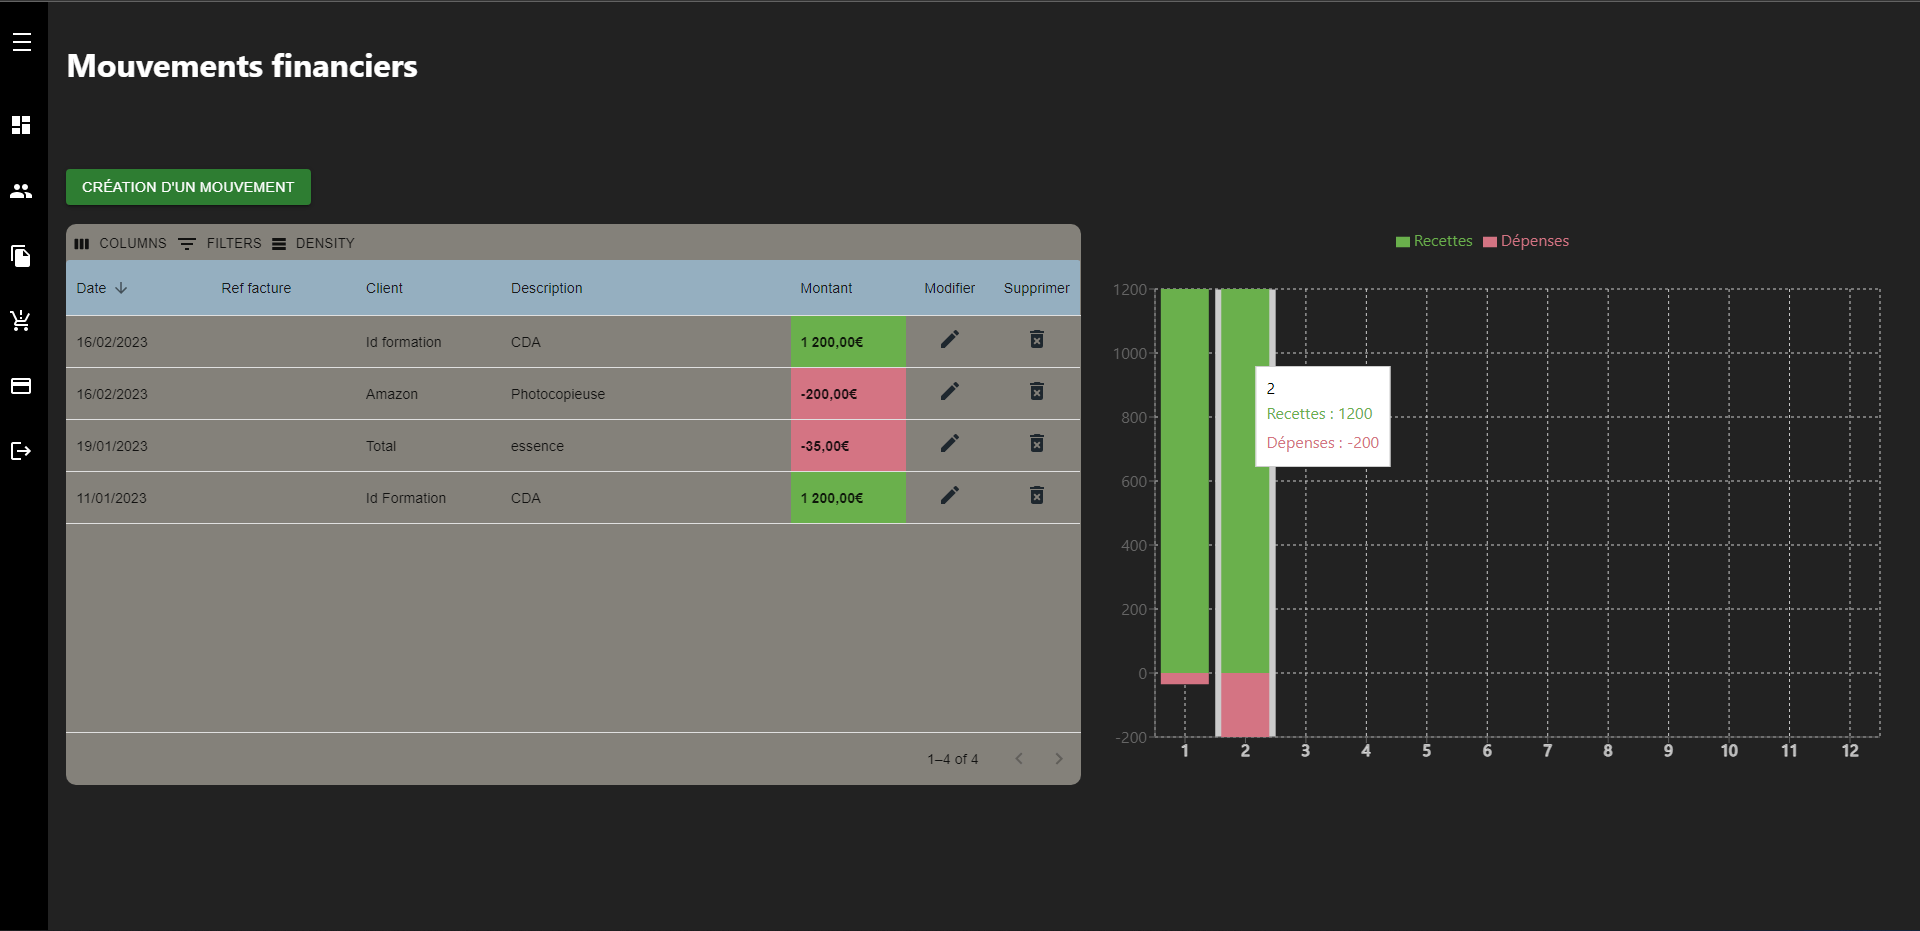 Mouvements financiers
CRÉATION D'UN MOUVEMENT
COLUMNS FILTERS DENSITY
Date Ref facture Client Description Montant Modifier Supprimer
16/02/2023 Id formation CDA 1 200,00€
16/02/2023 Amazon Photocopieuse -200,00€
19/01/2023 Total essence -35,00€
11/01/2023 Id Formation CDA 1 200,00€
1–4 of 4
Recettes Dépenses
1200
1000
800
600
400
200
0
-200
2
Recettes : 1200
Dépenses : -200
1 2 3 4 5 6 7 8 9 10 11 12